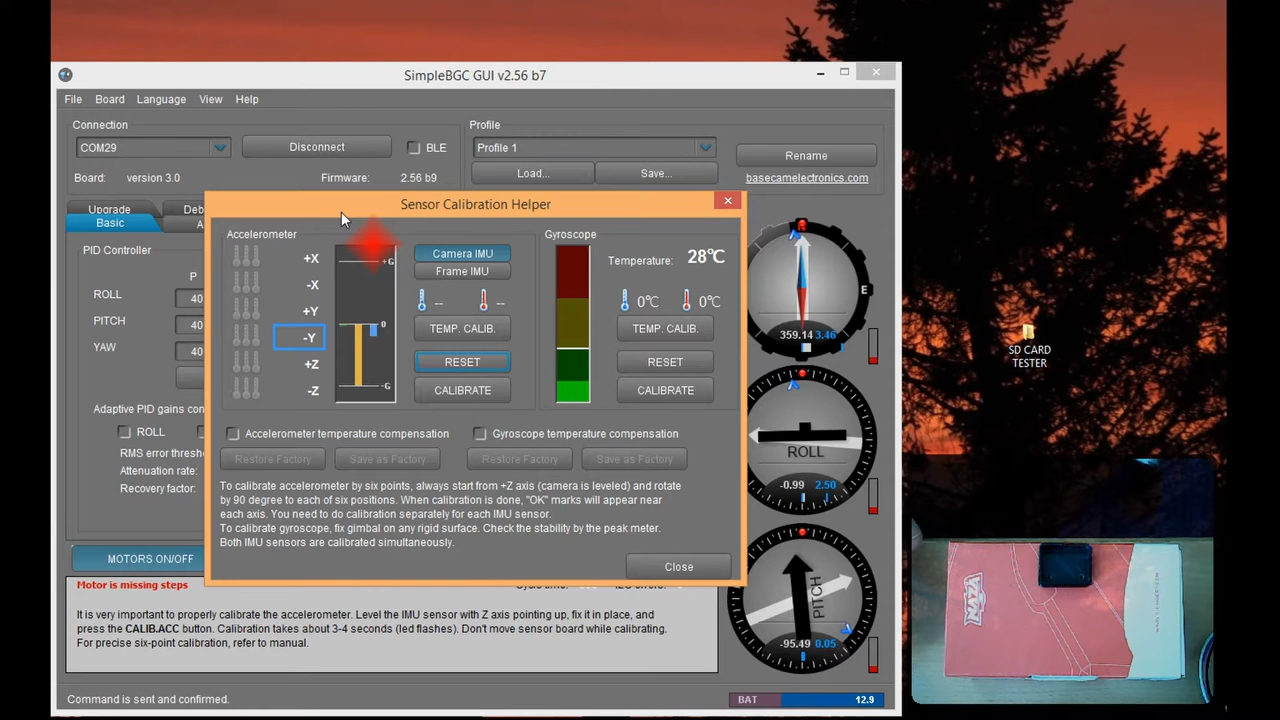 SimpleBGC GUI v2.56 b7
File Board Language View Help
Connection
COM29
Disconnect
BLE
Board: version 3.0
Firmware: 2.56 b9
Profile
Profile 1
Load...
Save...
Rename
basecamelectronics.com
Upgrade
Deb
Basic
A
PID Controller
P
ROLL 40
PITCH 40
YAW 40
Adaptive PID gains con
ROLL
RMS error thresho
Attenuation rate:
Recovery factor:
MOTORS ON/OFF
Sensor Calibration Helper
Accelerometer
+X
-X
+Y
-Y
+Z
-Z
+G
0
-G
Camera IMU
Frame IMU
-- --
TEMP. CALIB.
RESET
CALIBRATE
Gyroscope
Temperature: 28℃
0℃ 0℃
TEMP. CALIB.
RESET
CALIBRATE
Accelerometer temperature compensation
Gyroscope temperature compensation
Restore Factory
Save as Factory
Restore Factory
Save as Factory
To calibrate accelerometer by six points, always start from +Z axis (camera is leveled) and rotate
by 90 degree to each of six positions. When calibration is done, "OK" marks will appear near
each axis. You need to do calibration separately for each IMU sensor.
To calibrate gyroscope, fix gimbal on any rigid surface. Check the stability by the peak meter.
Both IMU sensors are calibrated simultaneously.
Close
E
359.14 3.46
ROLL
-0.99 2.50
PITCH
-95.49 0.05
Motor is missing steps
It is very important to properly calibrate the accelerometer. Level the IMU sensor with Z axis pointing up, fix it in place, and
press the CALIB.ACC button. Calibration takes about 3-4 seconds (led flashes). Don't move sensor board while calibrating.
For precise six-point calibration, refer to manual.
Command is sent and confirmed.
BAT 12.9
SD CARD
TESTER